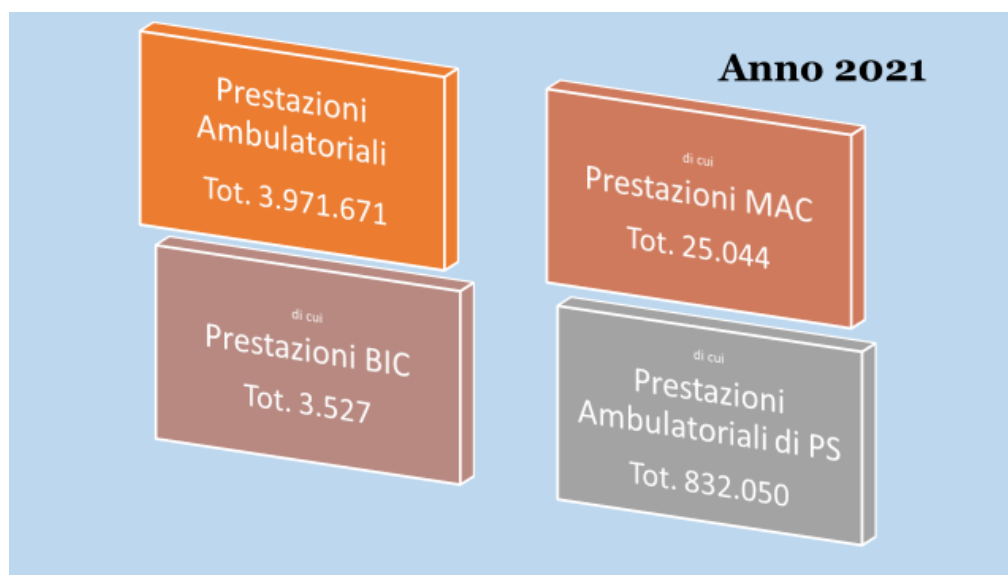 Anno 2021
Prestazioni
Ambulatoriali
Tot. 3.971.671
di cui
Prestazioni MAC
Tot. 25.044
di cui
Prestazioni BIC
Tot. 3.527
di cui
Prestazioni
Ambulatoriali di PS
Tot. 832.050